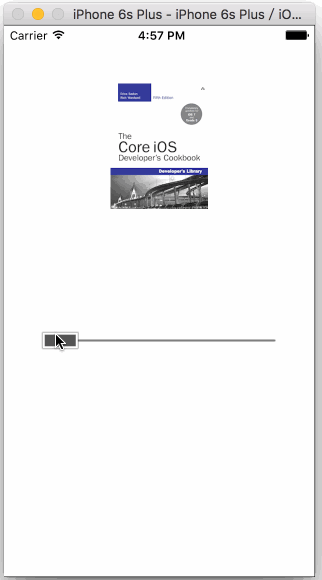 iPhone 6s Plus - iPhone 6s Plus / iO...
Carrier 4:57 PM
Fifth Edition
The
Core iOS
Developer's Cookbook
Developer's Library